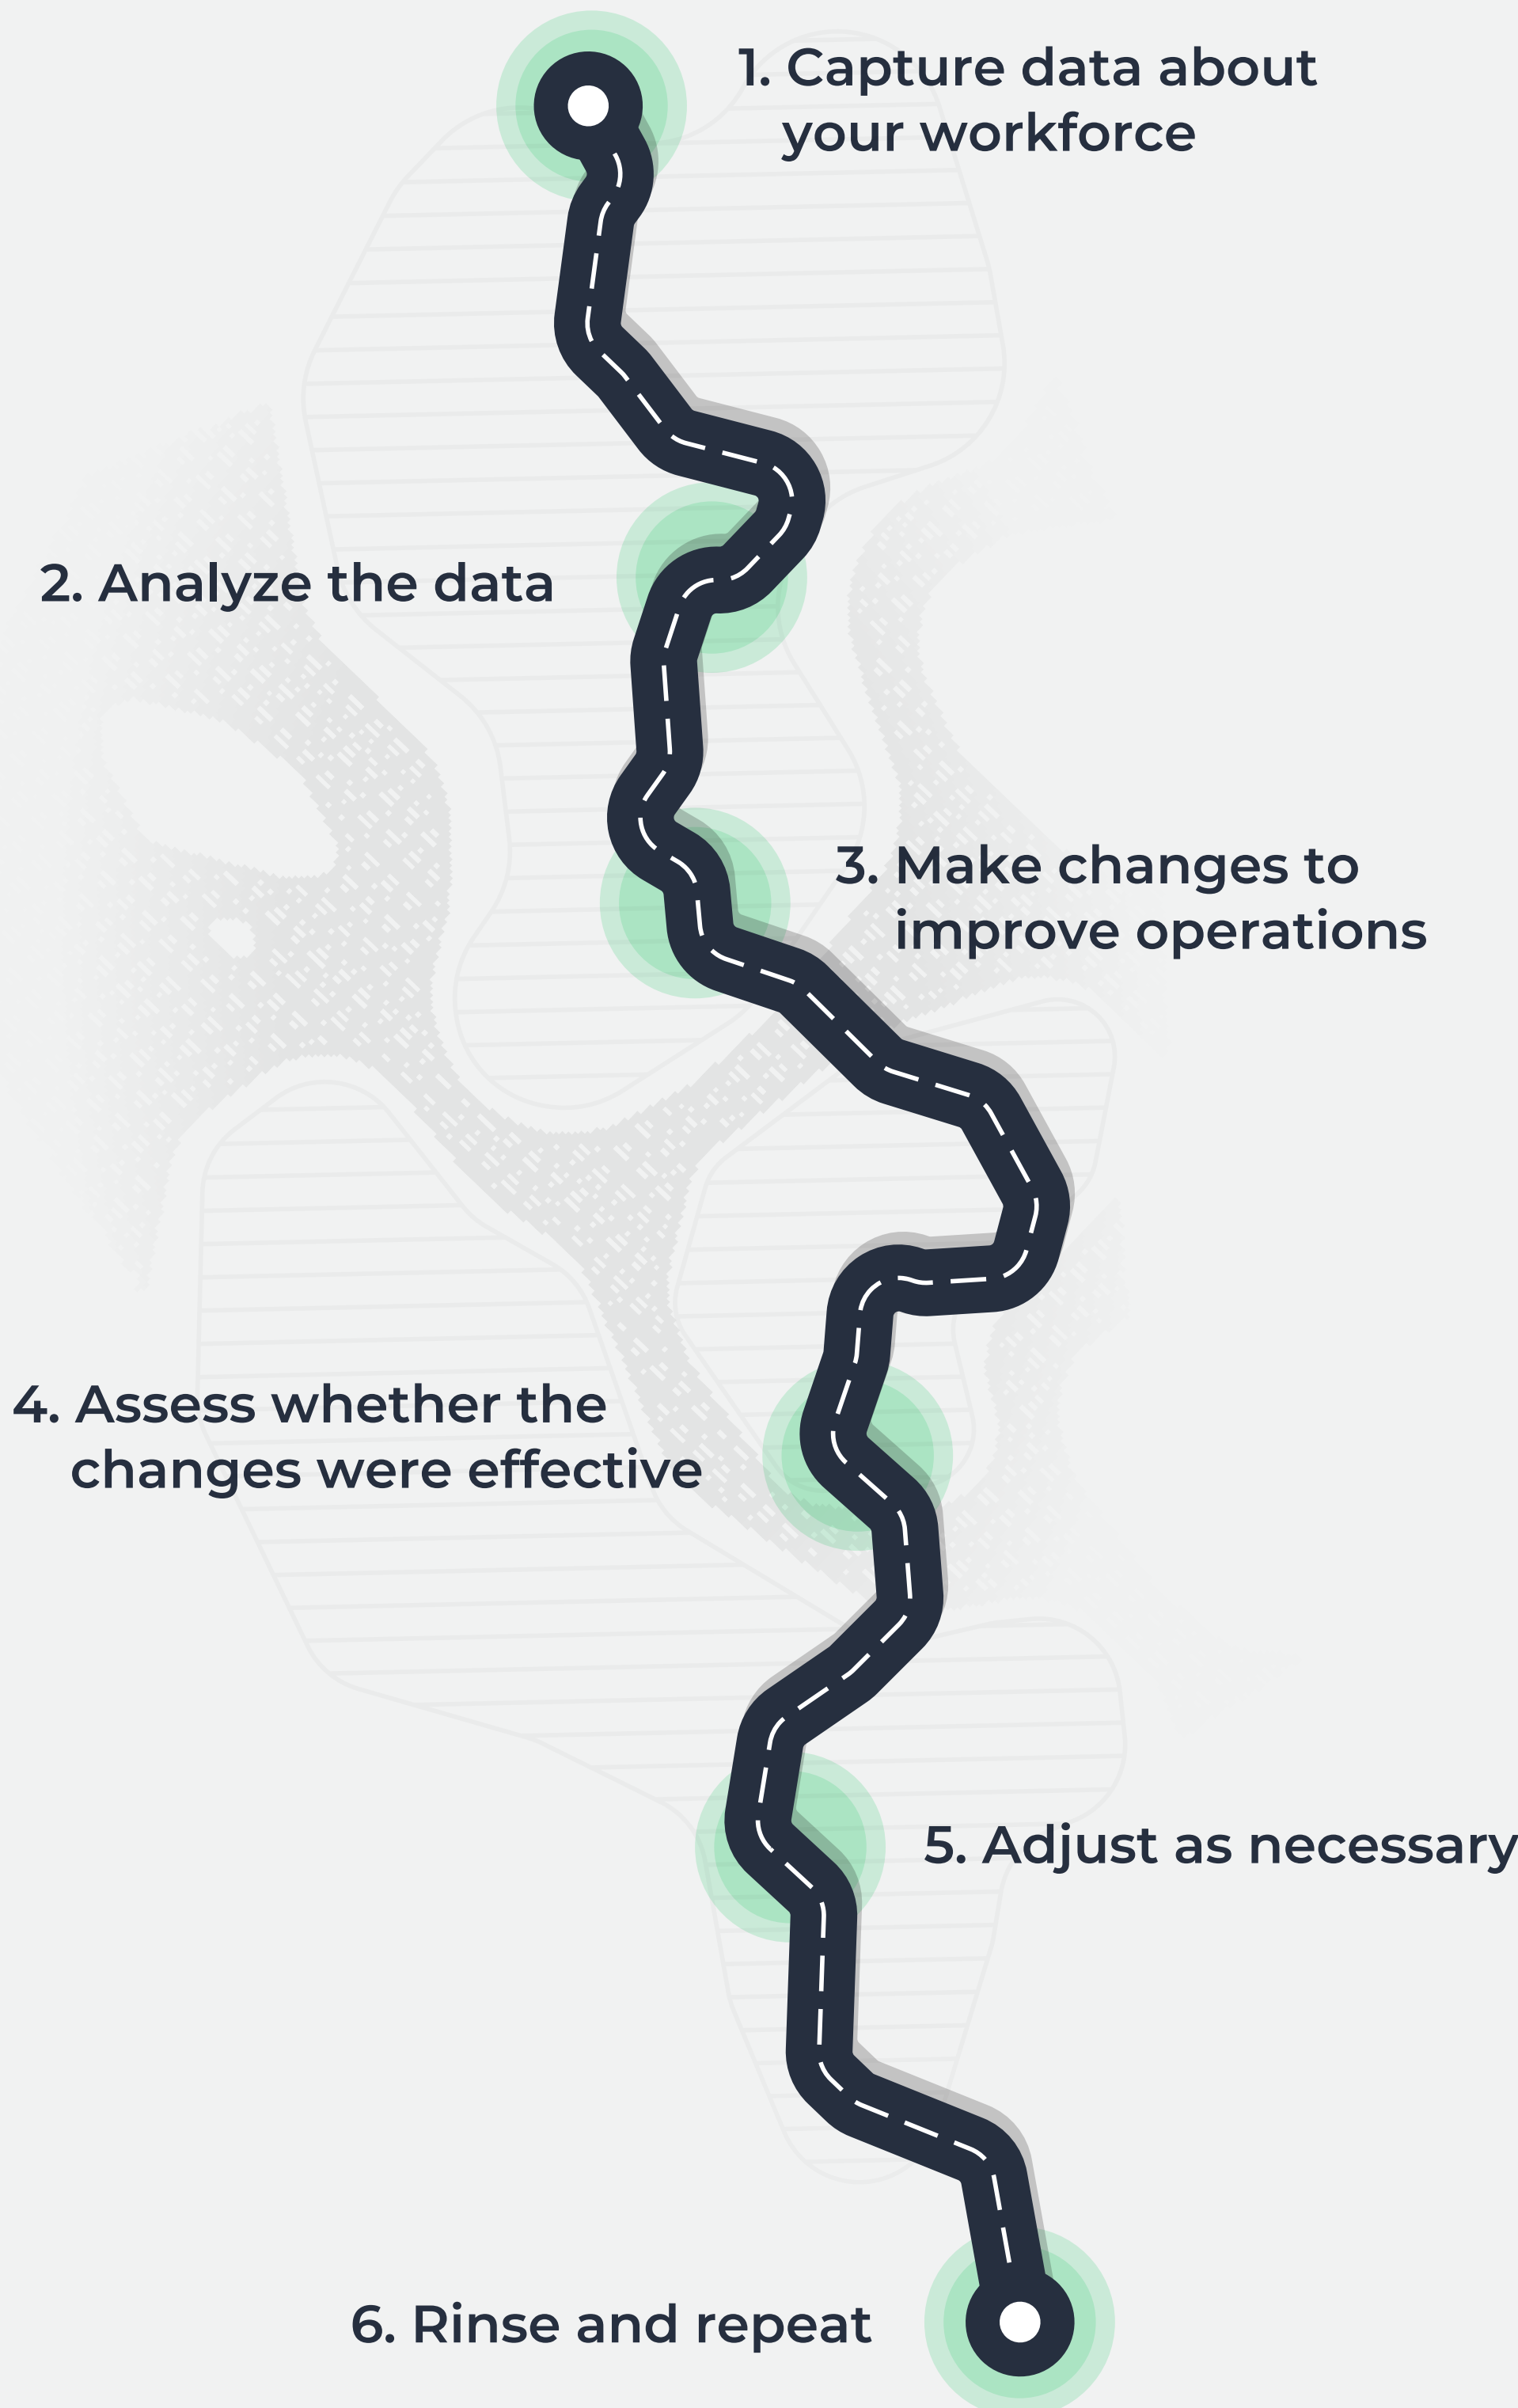 1. Capture data about
your workforce
2. Analyze the data
3. Make changes to
improve operations
4. Assess whether the
changes were effective
5. Adjust as necessary
6. Rinse and repeat